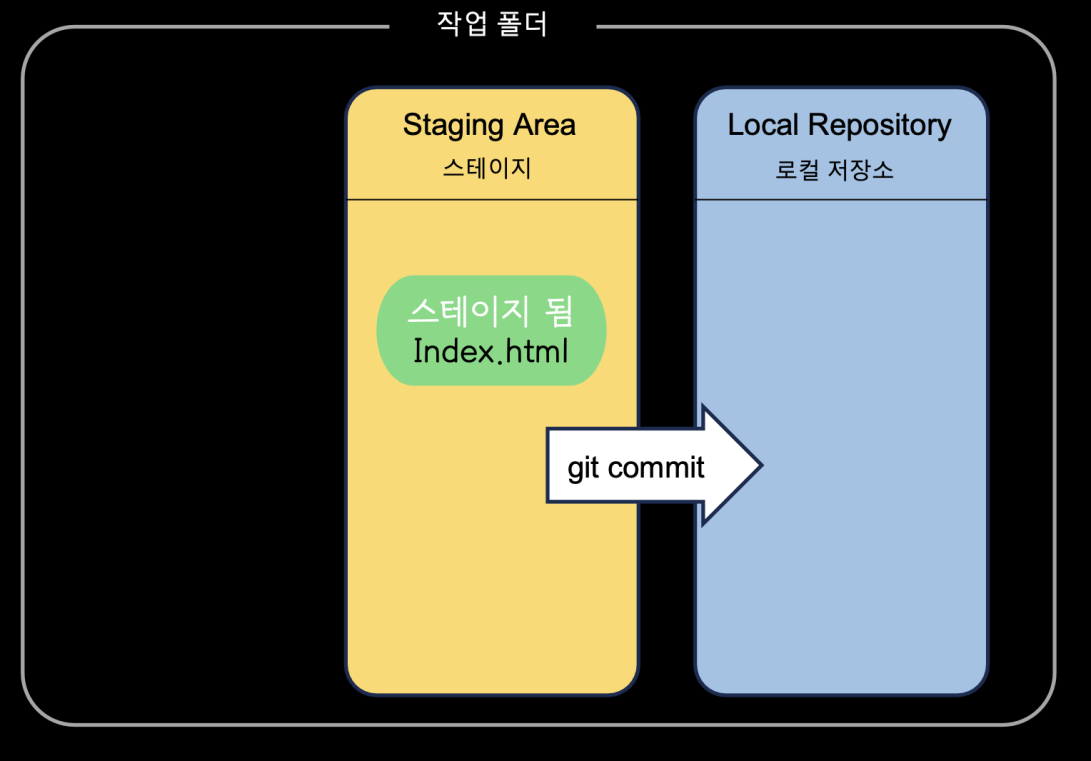 작업 폴더
Staging Area
스테이지
Local Repository
로컬 저장소
스테이지 됨
Index.html
git commit